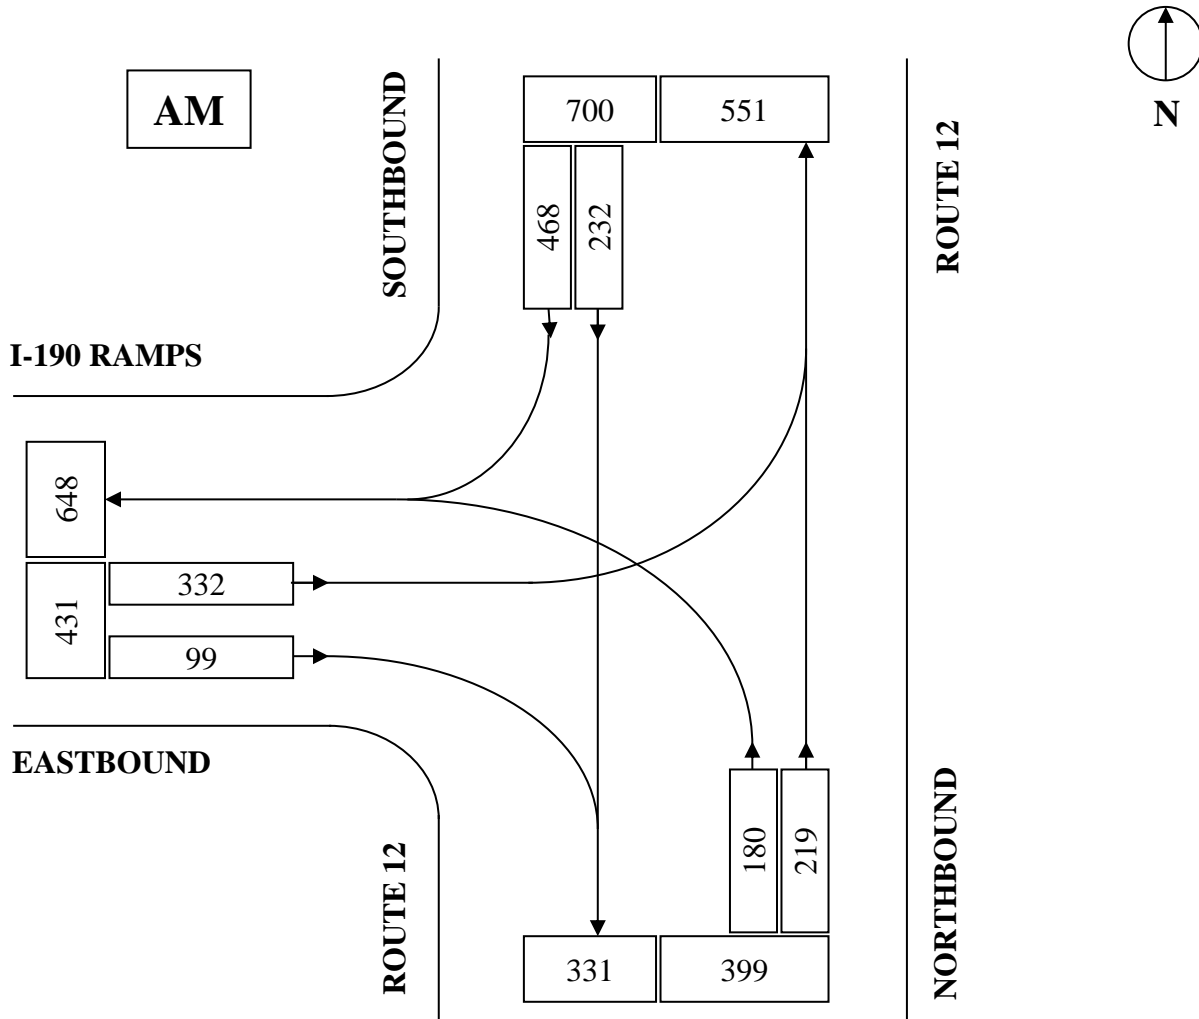 AM
SOUTHBOUND
700
551
ROUTE 12
N
468
232
I-190 RAMPS
648
431
332
99
EASTBOUND
ROUTE 12
180
219
NORTHBOUND
331
399